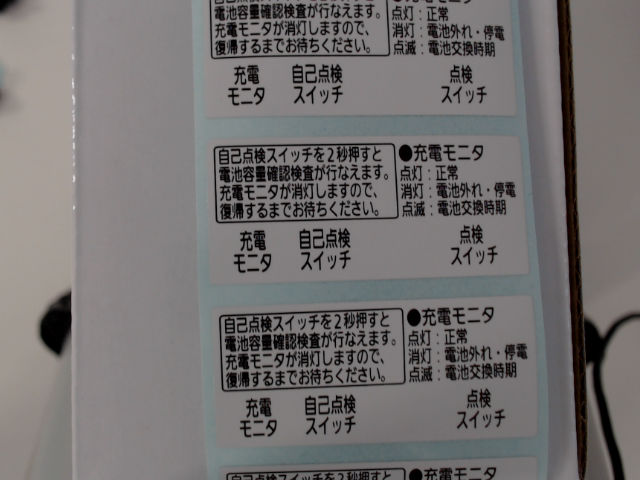 電池容量確認検査が行なえます。
充電モニタが消灯しますので、
復帰するまでお待ちください。
点灯：正常
消灯：電池外れ・停電
点滅：電池交換時期
充電
モニタ
自己点検
スイッチ
点検
スイッチ
自己点検スイッチを2秒押すと
電池容量確認検査が行なえます。
充電モニタが消灯しますので、
復帰するまでお待ちください。
●充電モニタ
点灯：正常
消灯：電池外れ・停電
点滅：電池交換時期
充電
モニタ
自己点検
スイッチ
点検
スイッチ
自己点検スイッチを2秒押すと
電池容量確認検査が行なえます。
充電モニタが消灯しますので、
復帰するまでお待ちください。
●充電モニタ
点灯：正常
消灯：電池外れ・停電
点滅：電池交換時期
充電
モニタ
自己点検
スイッチ
点検
スイッチ
自己点検スイッチを2秒押すと
●充電モニタ